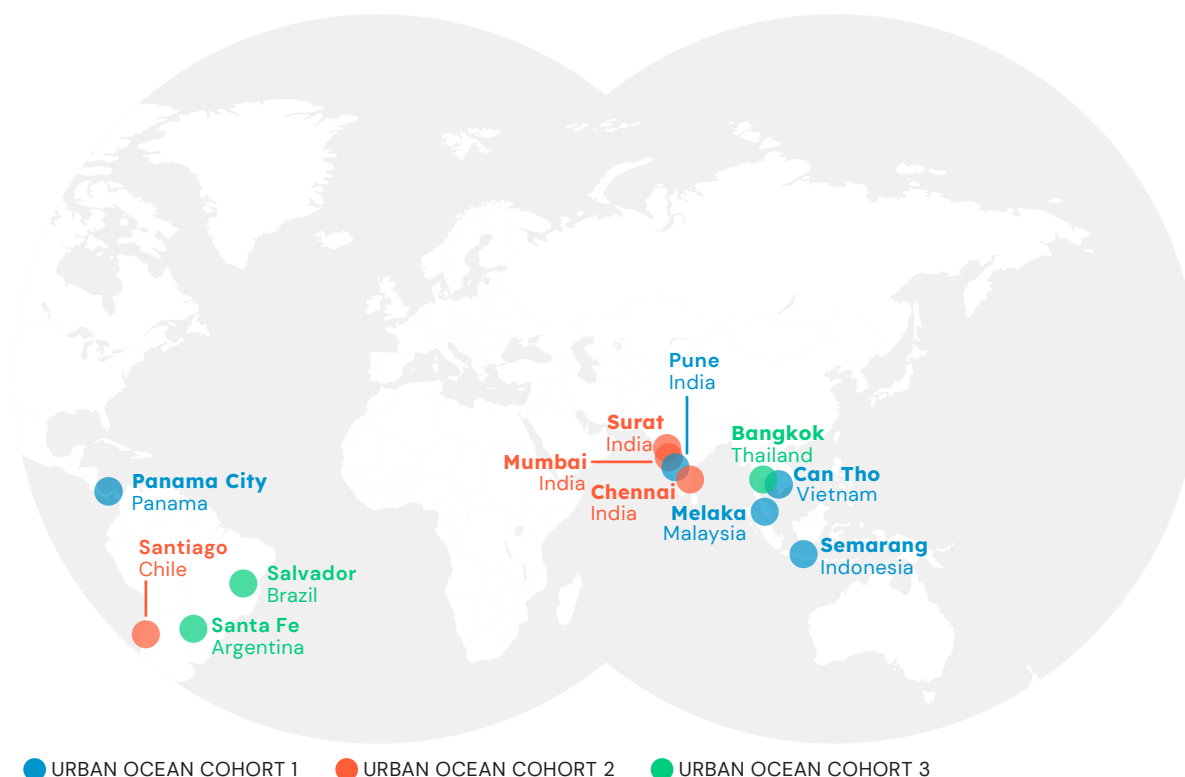 Pune
India
Surat
India
Bangkok
Thailand
Mumbai
India
Can Tho
Vietnam
Panama City
Panama
Chennai
India
Melaka
Malaysia
Santiago
Chile
Semarang
Indonesia
Salvador
Brazil
Santa Fe
Argentina
URBAN OCEAN COHORT 1
URBAN OCEAN COHORT 2
URBAN OCEAN COHORT 3